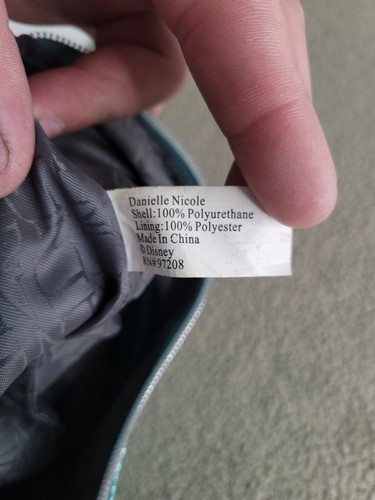 Danielle Nicole
Shell:100% Polyurethane
Lining:100% Polyester
Made In China
©Disney
RN#97208